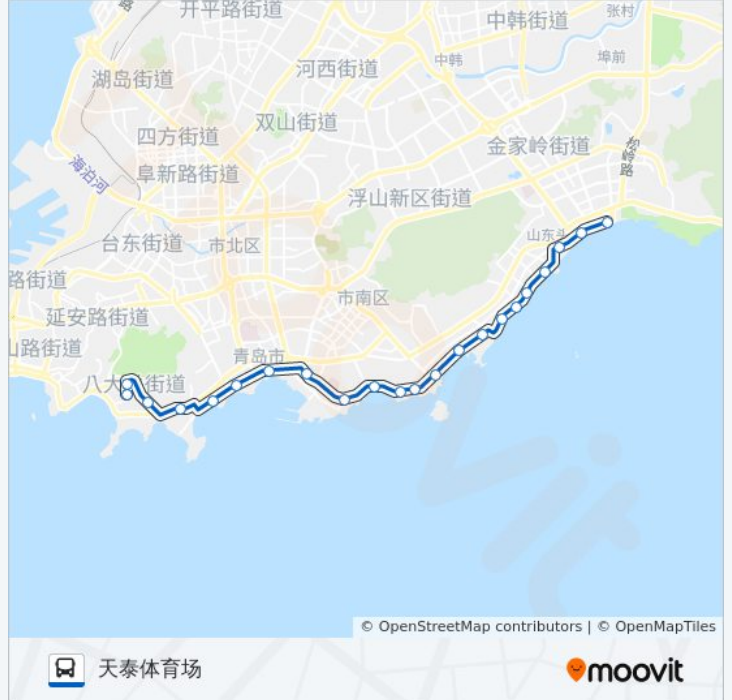 路
开平路街道
中韩街道
张村
湖岛街道
河西街道
中韩
埠前
双山街道
四方街道
金家岭街道
松岭路
海泊河
阜新路街道
浮山新区街道
台东街道
市北区
山东头
路街道
市南区
延安路街道
山路街道
青岛市
街道
© OpenStreetMap contributors | © OpenMapTiles
天泰体育场
moovit